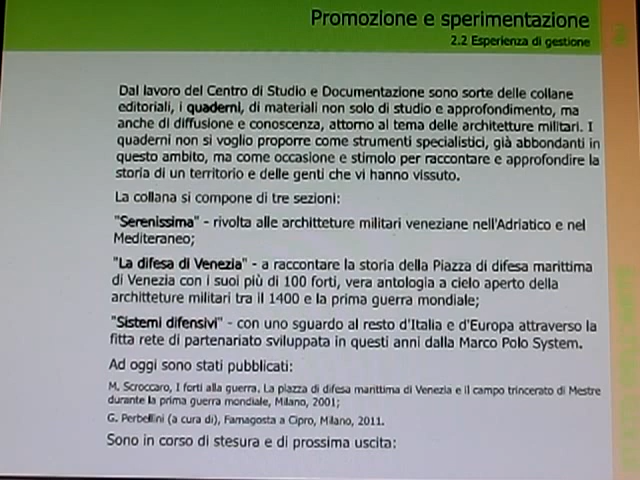 Promozione e sperimentazione
2.2 Esperienza di gestione
Dal lavoro del Centro di Studio e Documentazione sono sorte delle collane
editoriali, i quaderni, di materiali non solo di studio e approfondimento, ma
anche di diffusione e conoscenza, attorno al tema delle architetture militari. I
quaderni non si voglio proporre come strumenti specialistici, già abbondanti in
questo ambito, ma come occasione e stimolo per raccontare e approfondire la
storia di un territorio e delle genti che vi hanno vissuto.
La collana si compone di tre sezioni:
"Serenissima" - rivolta alle architteture militari veneziane nell'Adriatico e nel
Mediteraneo;
"La difesa di Venezia" - a raccontare la storia della Piazza di difesa marittima
di Venezia con i suoi più di 100 forti, vera antologia a cielo aperto della
architteture militari tra il 1400 e la prima guerra mondiale;
"Sistemi difensivi" - con uno sguardo al resto d'Italia e d'Europa attraverso la
fitta rete di partenariato sviluppata in questi anni dalla Marco Polo System.
Ad oggi sono stati pubblicati:
M. Scroccaro, I forti alla guerra. La piazza di difesa marittima di Venezia e il campo trincerato di Mestre
durante la prima guerra mondiale, Milano, 2001;
G. Perbellini (a cura di), Famagosta a Cipro, Milano, 2011.
Sono in corso di stesura e di prossima uscita: